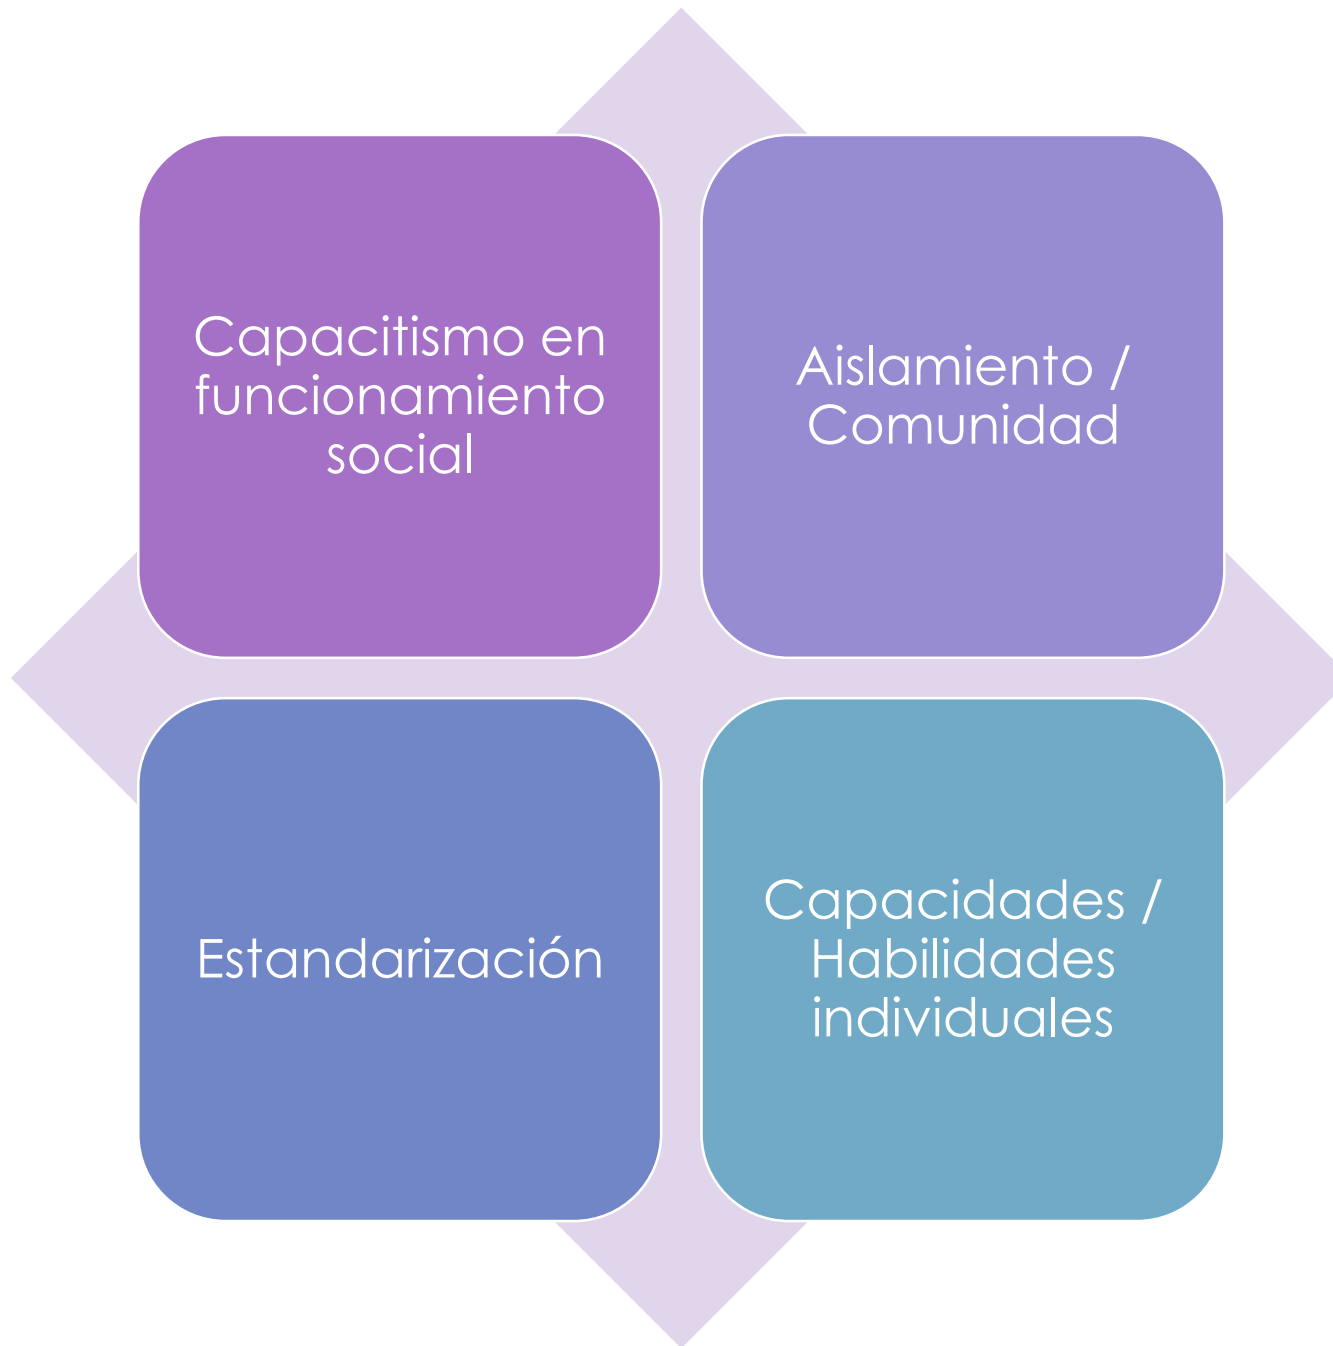 Capacitismo en
funcionamiento
social
Aislamiento /
Comunidad
Estandarización
Capacidades /
Habilidades
individuales